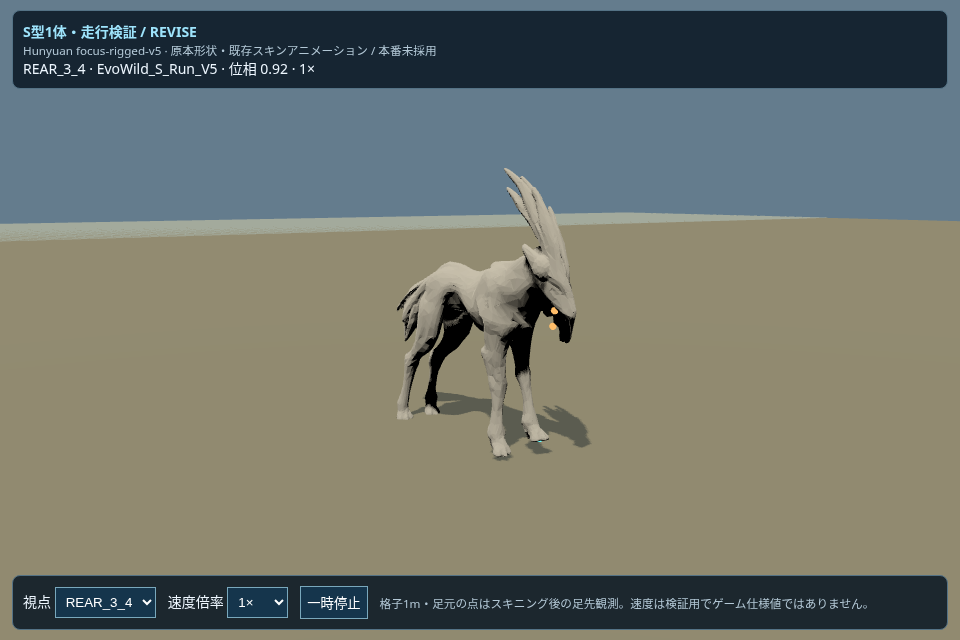 S型1体・走行検証 / REVISE
Hunyuan focus-rigged-v5 · 原本形状・既存スキンアニメーション / 本番未採用
REAR_3_4 · EvoWild_S_Run_V5 · 位相 0.92 · 1×
視点 REAR_3_4 速度倍率 1× 一時停止 格子1m・足元の点はスキニング後の足先観測。速度は検証用でゲーム仕様値ではありません。